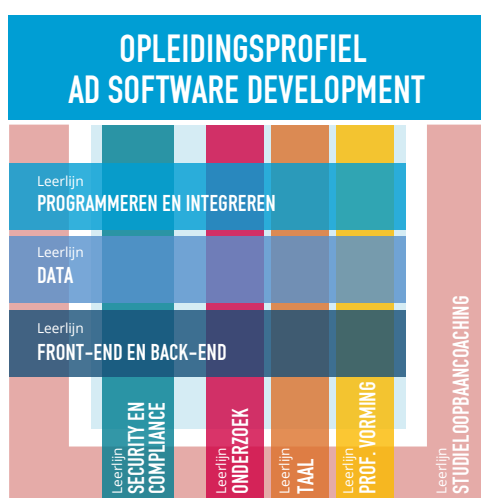 OPLEIDINGSPROFIEL
AD SOFTWARE DEVELOPMENT
Leerlijn
PROGRAMMEREN EN INTEGREREN
Leerlijn
DATA
Leerlijn
FRONT-END EN BACK-END
Leerlijn
SECURITY EN
COMPLIANCE
Leerlijn
ONDERZOEK
Leerlijn
TAAL
Leerlijn
PROF. VORMING
Leerlijn
STUDIELOOPBAANCOACHING